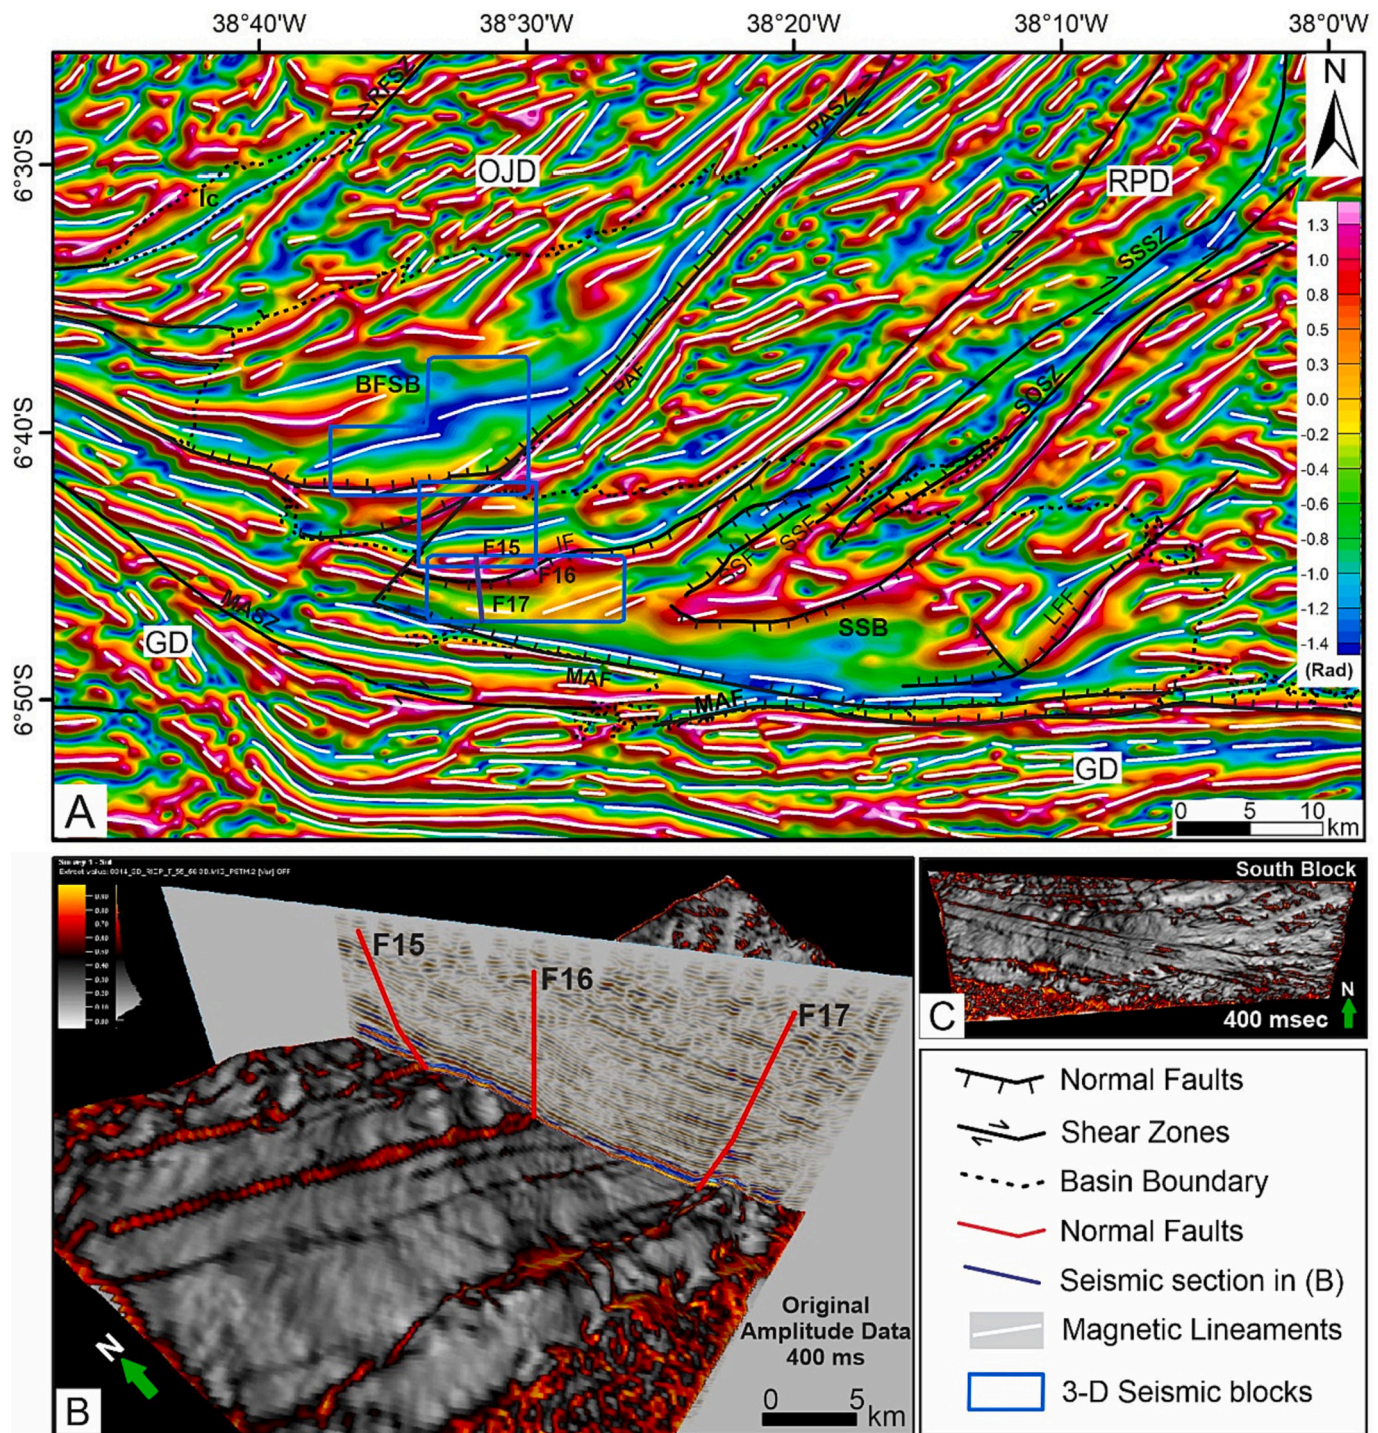 38°40'W 38°30'W 38°20'W 38°10'W 38°0'W
N
6°30'S
6°40'S
6°50'S
RFSZ
PASZ
OJD
RPD
Ic
ISZ
SSSZ
1.3
1.0
0.8
0.5
0.3
0.0
-0.2
-0.4
-0.6
-0.8
-1.0
-1.2
-1.4
(Rad)
BFSB
PAF
SOSZ
F15
IF
SSF
SSF
F16
F17
MASZ
LFF
SSB
GD
MAF
MAF
GD
A
0 5 10
km
Survey 1 - Sul
F15
F16
F17
Original
Amplitude Data
400 ms
N
0 5
km
B
South Block
N
C
400 msec
Normal Faults
Shear Zones
Basin Boundary
Normal Faults
Seismic section in (B)
Magnetic Lineaments
3-D Seismic blocks